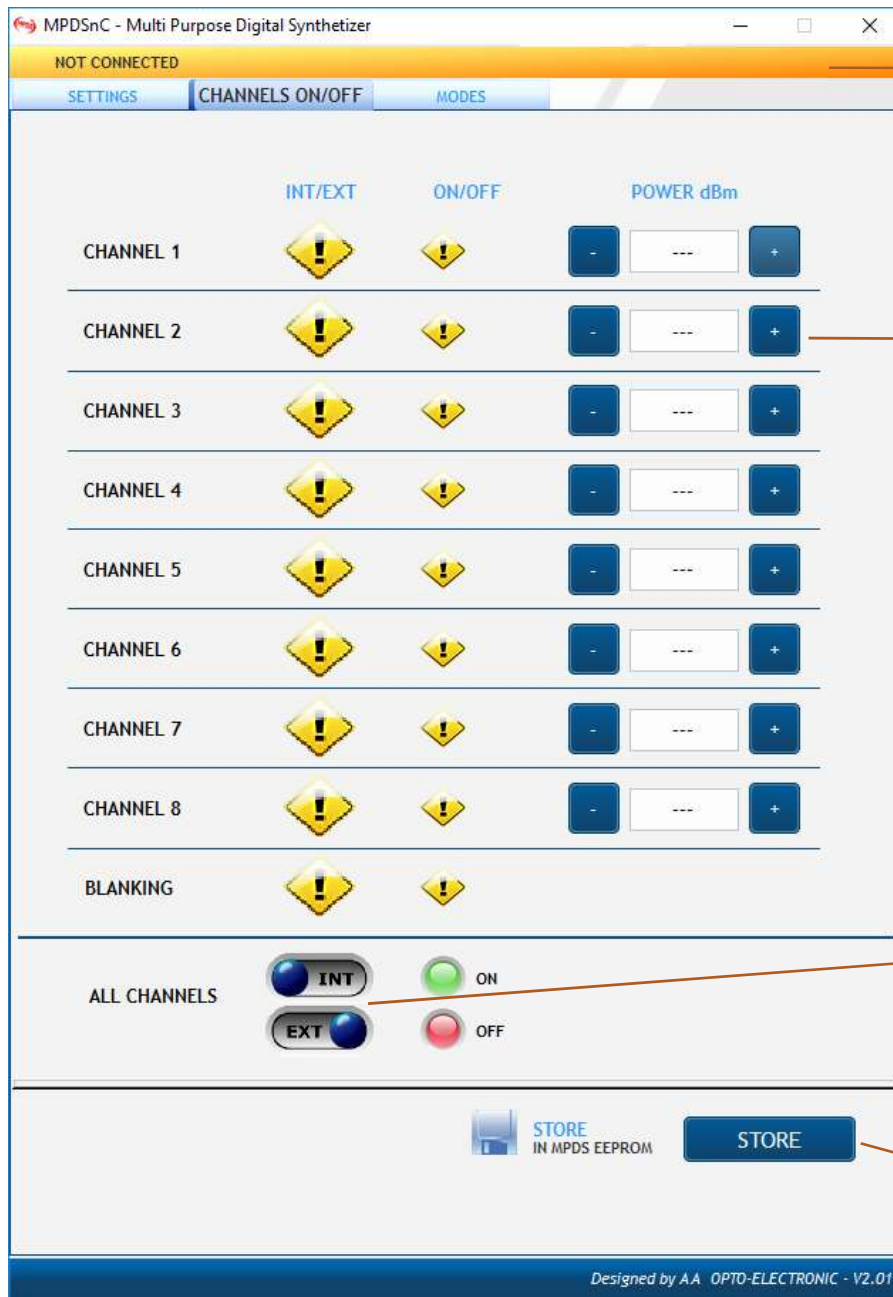 MPDSnC - Multi Purpose Digital Synthetizer
NOT CONNECTED
SETTINGS CHANNELS ON/OFF MODES
INT/EXT ON/OFF POWER dBm
CHANNEL 1 - --- +
CHANNEL 2 - --- +
CHANNEL 3 - --- +
CHANNEL 4 - --- +
CHANNEL 5 - --- +
CHANNEL 6 - --- +
CHANNEL 7 - --- +
CHANNEL 8 - --- +
BLANKING
ALL CHANNELS
INT ON
EXT OFF
STORE
IN MPDS EEPROM
STORE
Designed by AA OPTO-ELECTRONIC - V2.01